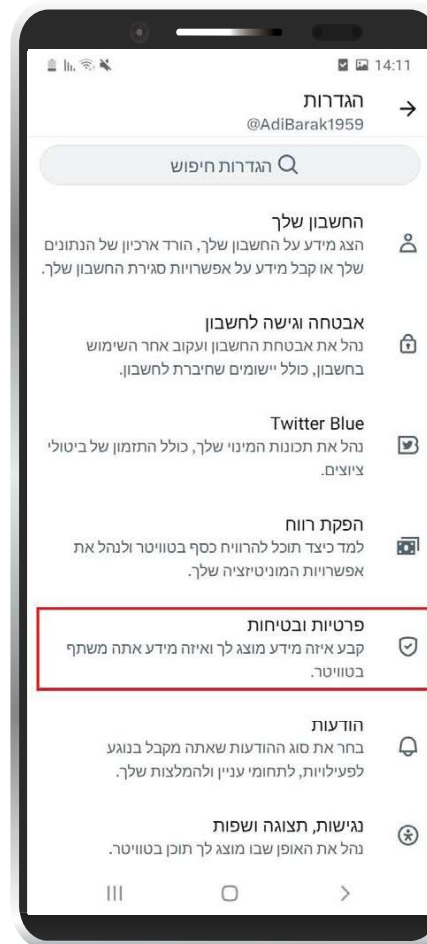 14:11
הגדרות
@AdiBarak1959
הגדרות חיפוש
החשבון שלך
הצג מידע על החשבון שלך, הורד ארכיון של הנתונים
שלך או קבל מידע על אפשרויות סגירת החשבון שלך.
אבטחה וגישה לחשבון
נהל את אבטחת החשבון ועקוב אחר השימוש
בחשבון, כולל יישומים שחיברת לחשבון.
Twitter Blue
נהל את תכונות המינוי שלך, כולל התזמון של ביטולי
ציוצים.
הפקת רווח
למד כיצד תוכל להרוויח כסף בטוויטר ולנהל את
אפשרויות המוניטיזציה שלך.
פרטיות ובטיחות
קבע איזה מידע מוצג לך ואיזה מידע אתה משתף
בטוויטר.
הודעות
בחר את סוג ההודעות שאתה מקבל בנוגע
לפעילויות, לתחומי עניין ולהמלצות שלך.
נגישות, תצוגה ושפות
נהל את האופן שבו מוצג לך תוכן בטוויטר.